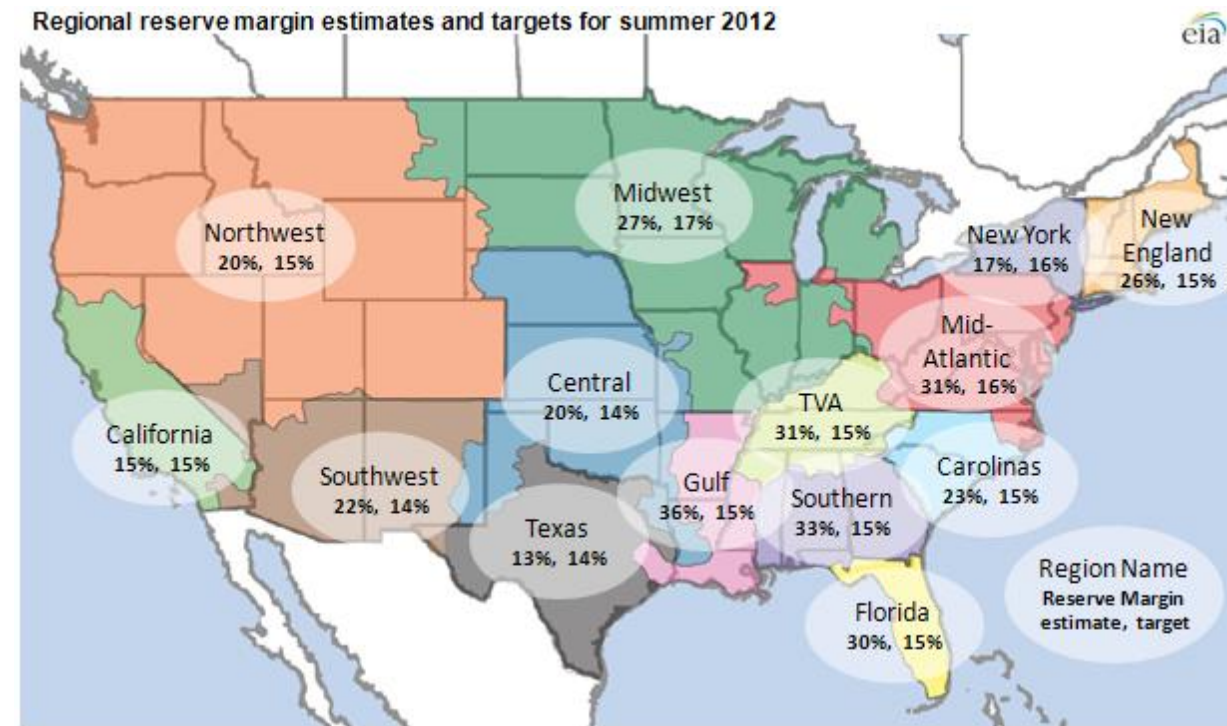 Regional reserve margin estimates and targets for summer 2012
eia
Midwest
27%, 17%
Northwest
20%, 15%
New York
17%, 16%
New
England
26%, 15%
Mid-
Atlantic
31%, 16%
Central
20%, 14%
TVA
31%, 15%
California
15%, 15%
Southwest
22%, 14%
Gulf
36%, 15%
Carolinas
23%, 15%
Southern
33%, 15%
Texas
13%, 14%
Region Name
Reserve Margin
estimate, target
Florida
30%, 15%